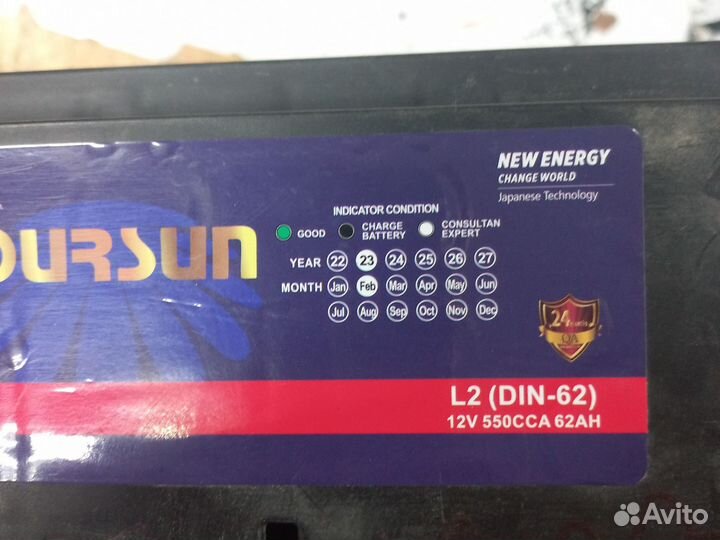 NEW ENERGY
CHANGE WORLD
Japanese Technology
OURSUN
INDICATOR CONDITION
GOOD CHARGE BATTERY CONSULTAN EXPERT
YEAR 22 23 24 25 26 27
MONTH Jan Feb Mar Apr May Jun
Jul Aug Sep Oct Nov Dec
24
QA
L2 (DIN-62)
12V 550CCA 62AH
Avito